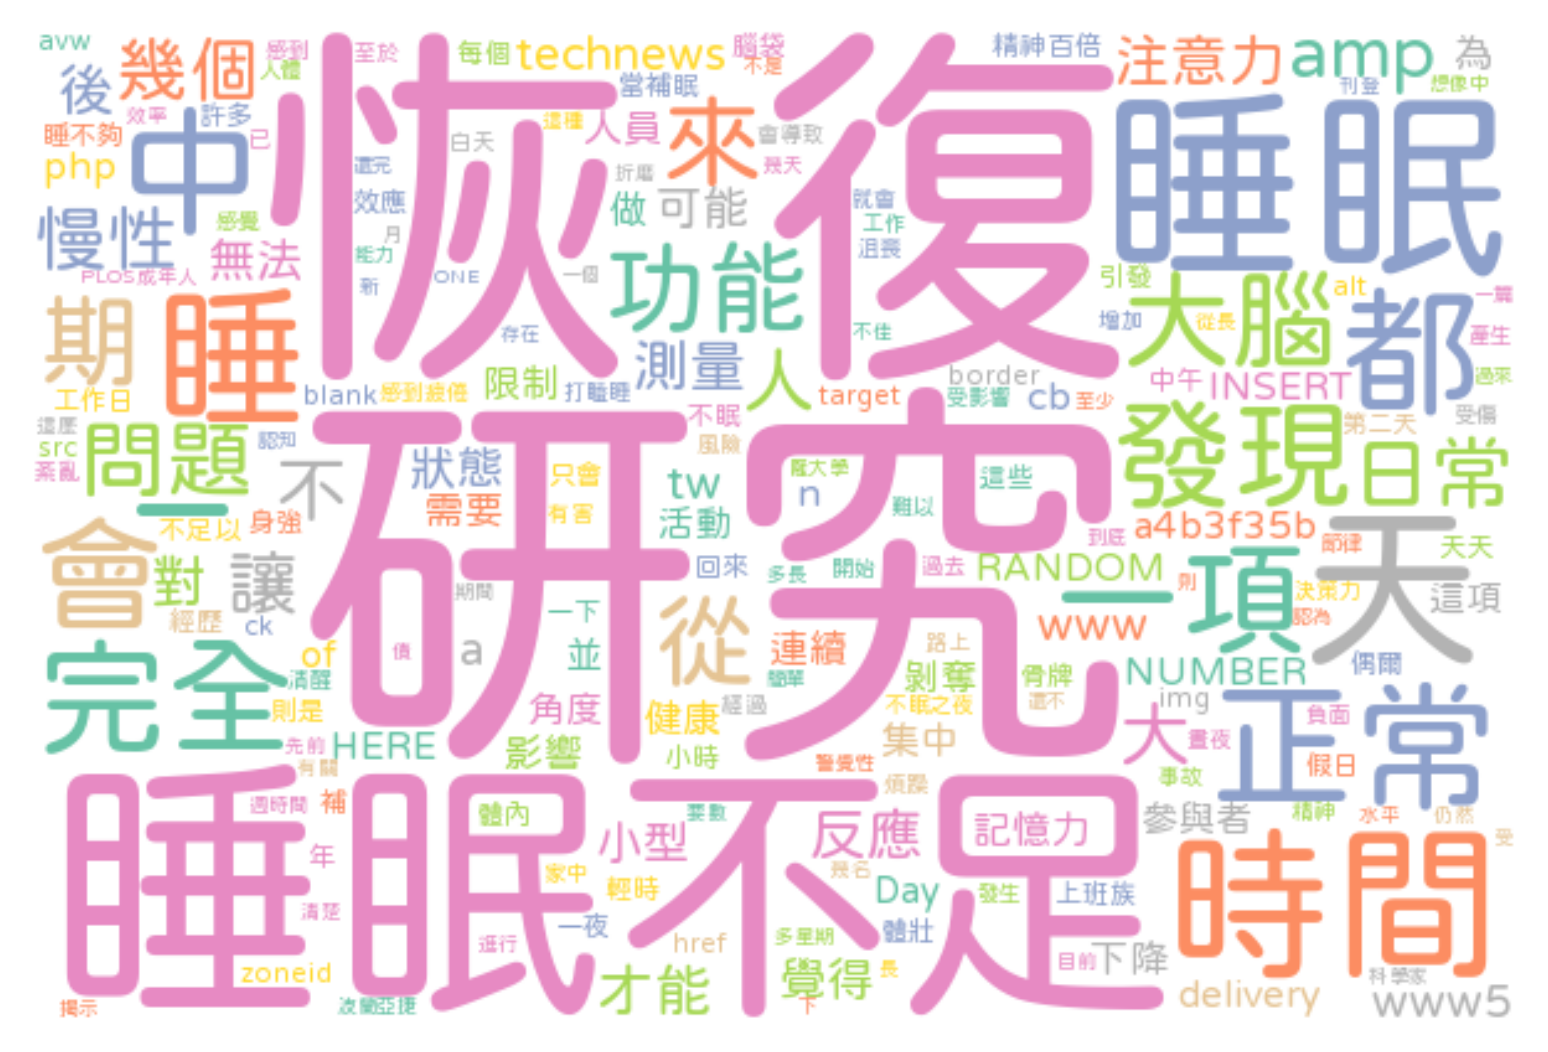 avw
後
幾個
感到
人體
至於
每個
technews
腦袋
不是
精神百倍
注意力
amp
為
刊登
想像中
效率
許多
已
睡不夠
php
中
恢復
當補眠
這種
人員
來
會導致
幾天
睡眠
白天
還完
折磨
慢性
感覺
無法
效應
月
做
可能
就會
工作
沮喪
PLOS
成年人
能力
新
ONE
一個
功能
引發
大腦
alt
一篇
期
睡
存在
不佳
增加
從長
都
產生
工作日
blank
感到疲倦
限制
打瞌睡
測量
人
target
border
受影響
cb
至少
中午
INSERT
過來
這麼
src
紊亂
問題
認知
不
狀態
需要
只會
有害
不眠
風險
tw
活動
研究
隆大學
n
這些
難以
發現
第二天
受傷
日常
一
不足以
身強
a4b3f35b
到底
節律
天
天天
會
對
讓
期間
回來
多長
開始
過去
RANDOM
一項
則
決策力
認為
這項
經歷
ck
一下
從
連續
路上
www
of
債
a
並
簡單
剝奪
骨牌
NUMBER
偶爾
完全
清醒
則是
角度
健康
經過
不眠之夜
還不
img
大
晝夜
正常
負面
先前
HERE
有關
影響
小時
集中
警覺性
煩躁
事故
假日
睡眠不足
週時間
補
體內
要數
小型
反應
記憶力
參與者
精神
水平
仍然
受
年
清楚
家中
輕時
幾名
Day
發生
上班族
時間
一夜
進行
href
多星期
體壯
目前
下降
zoneid
才能
覺得
長
科學家
揭示
下
delivery
www5